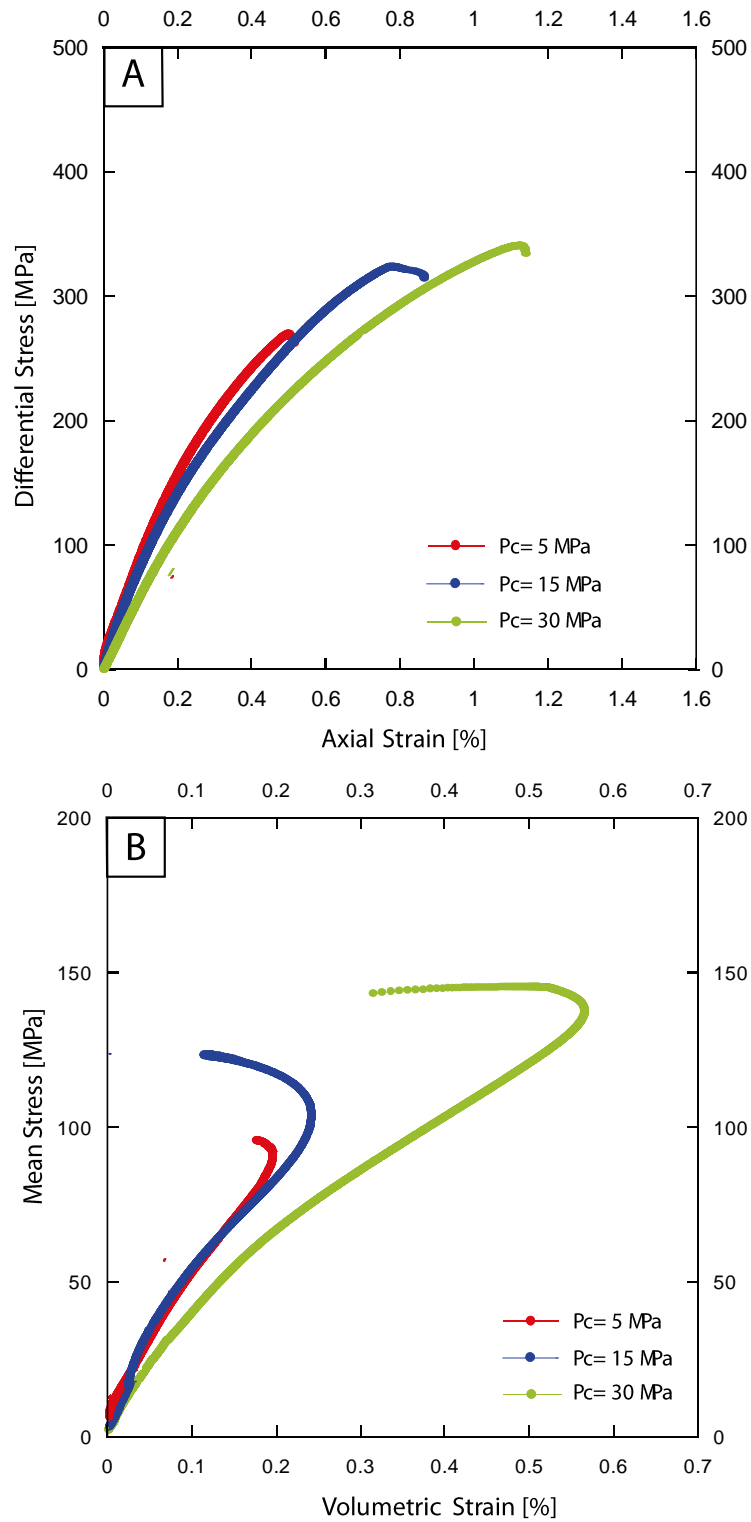 0 0.2 0.4 0.6 0.8 1 1.2 1.4 1.6
500 500
A
400 400
300 300
200 200
100 100
0 0
Differential Stress [MPa]
Pc= 5 MPa
Pc= 15 MPa
Pc= 30 MPa
0 0.2 0.4 0.6 0.8 1 1.2 1.4 1.6
Axial Strain [%]
0 0.1 0.2 0.3 0.4 0.5 0.6 0.7
200 200
B
150 150
100 100
50 50
0 0
Mean Stress [MPa]
Pc= 5 MPa
Pc= 15 MPa
Pc= 30 MPa
0 0.1 0.2 0.3 0.4 0.5 0.6 0.7
Volumetric Strain [%]